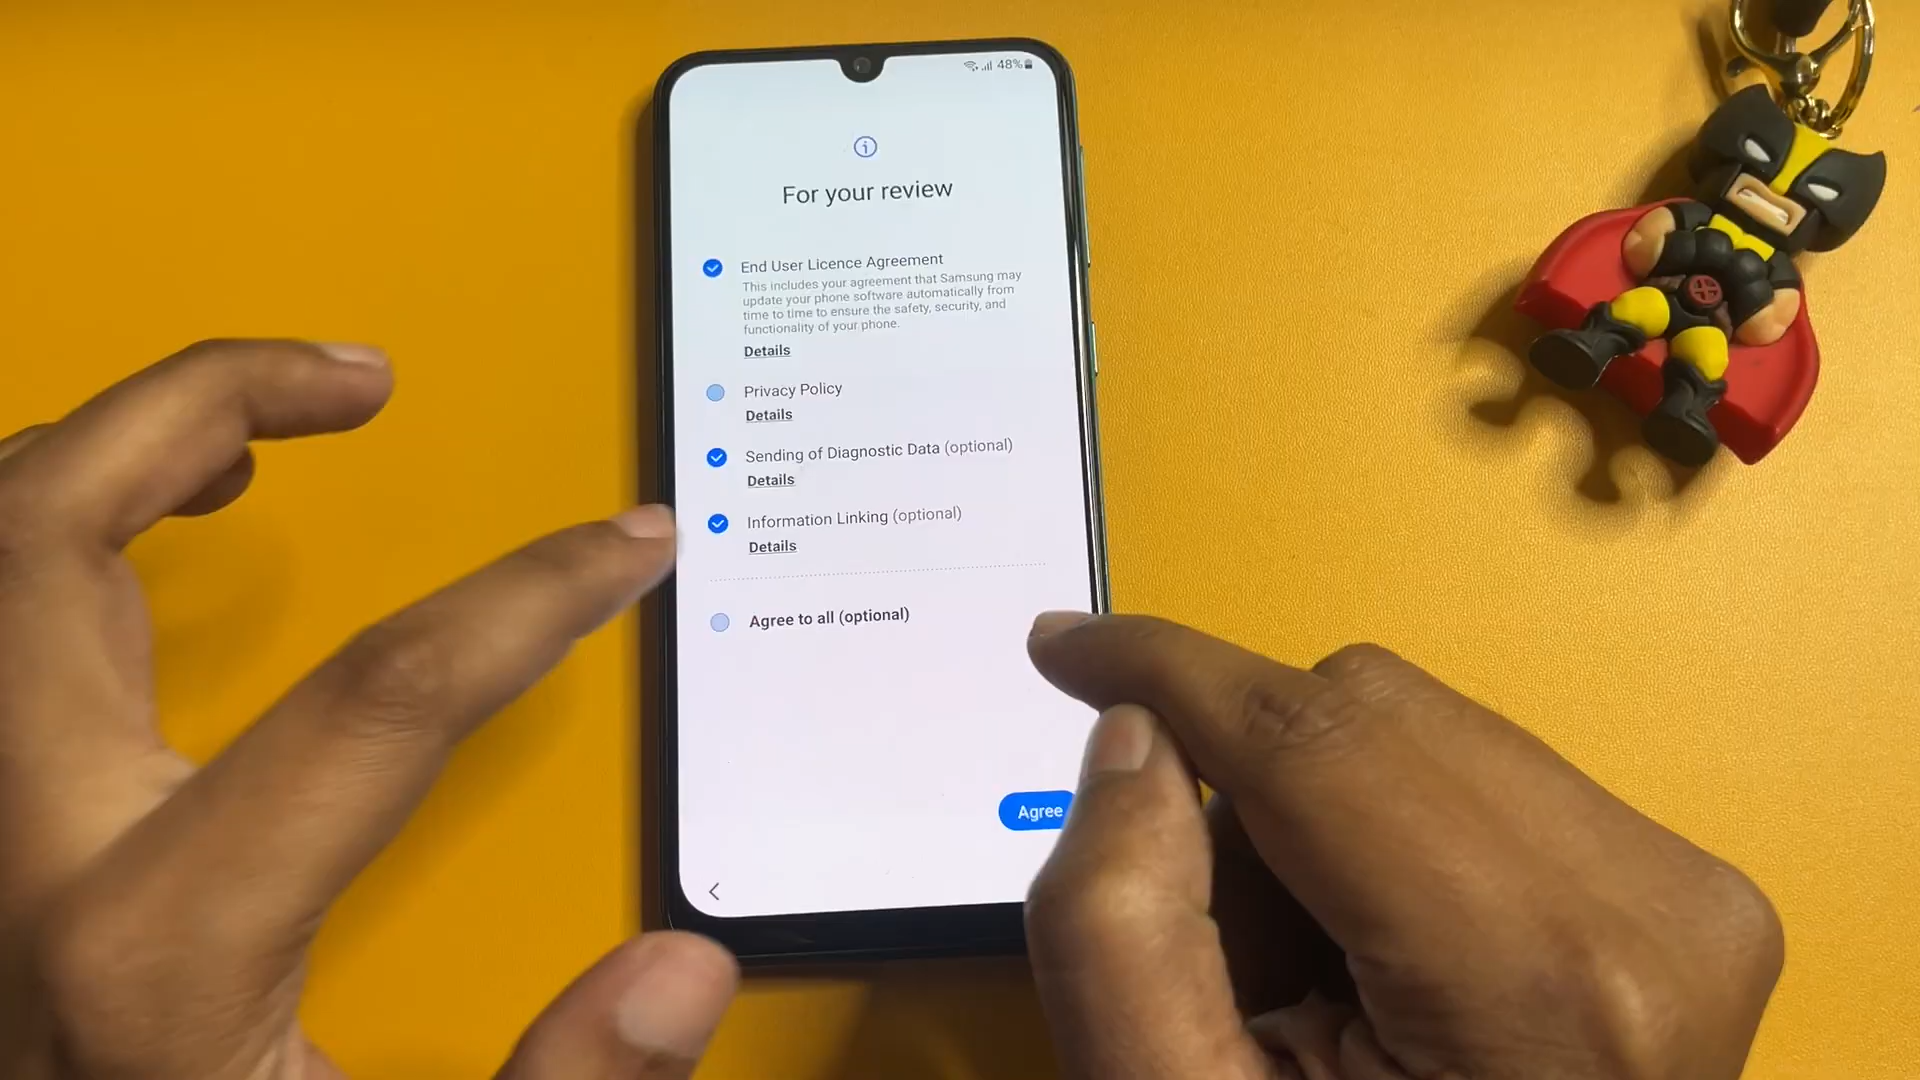 48%
For your review
End User Licence Agreement
This includes your agreement that Samsung may
update your phone software automatically from
time to time to ensure the safety, security, and
functionality of your phone.
Details
Privacy Policy
Details
Sending of Diagnostic Data (optional)
Details
Information Linking (optional)
Details
Agree to all (optional)
Agree